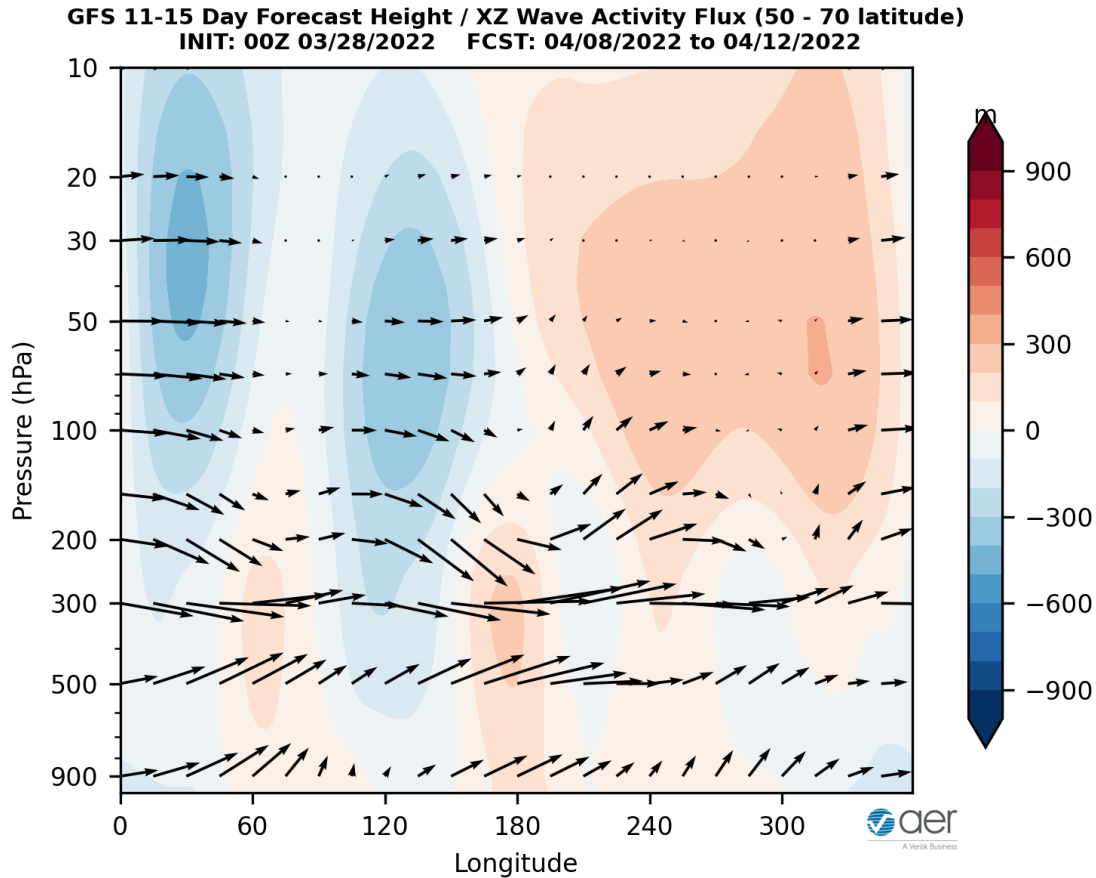 GFS 11-15 Day Forecast Height / XZ Wave Activity Flux (50 - 70 latitude)
INIT: 00Z 03/28/2022 FCST: 04/08/2022 to 04/12/2022
10
20
30
50
100
200
300
500
900
Pressure (hPa)
0 60 120 180 240 300
Longitude
m
900
600
300
0
−300
−600
−900
aer
A Verisk Business